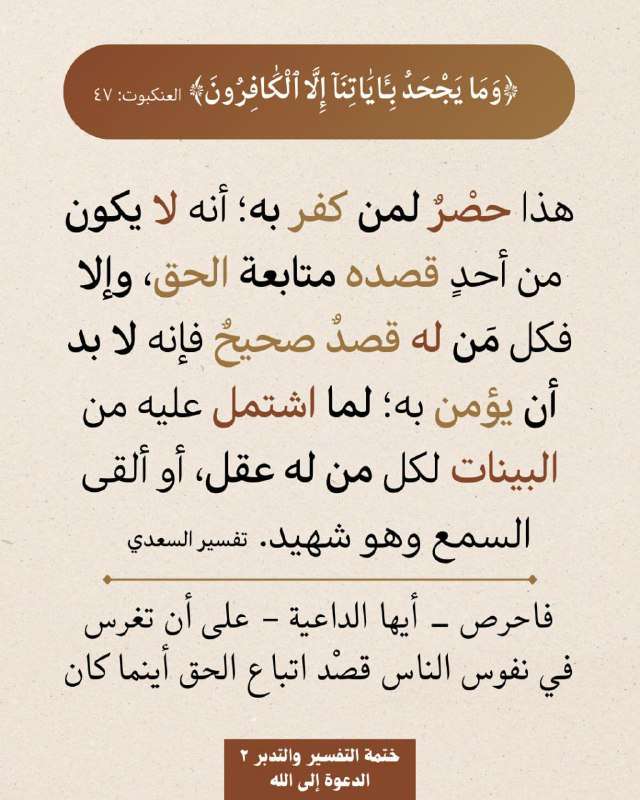 ﴿وَمَا يَجْحَدُ بِـَٔايَٰتِنَآ إِلَّا ٱلْكَٰفِرُونَ﴾ العنكبوت: ٤٧
هذا حصْرٌ لمن كفر به؛ أنه لا يكون
من أحدٍ قصده متابعة الحق، وإلا
فكل مَن له قصدٌ صحيحٌ فإنه لا بد
أن يؤمن به؛ لما اشتمل عليه من
البينات لكل من له عقل، أو ألقى
السمع وهو شهيد. تفسير السعدي
فاحرص – أيها الداعية – على أن تغرس
في نفوس الناس قصْد اتباع الحق أينما كان
ختمة التفسير والتدبر ٢
الدعوة إلى الله